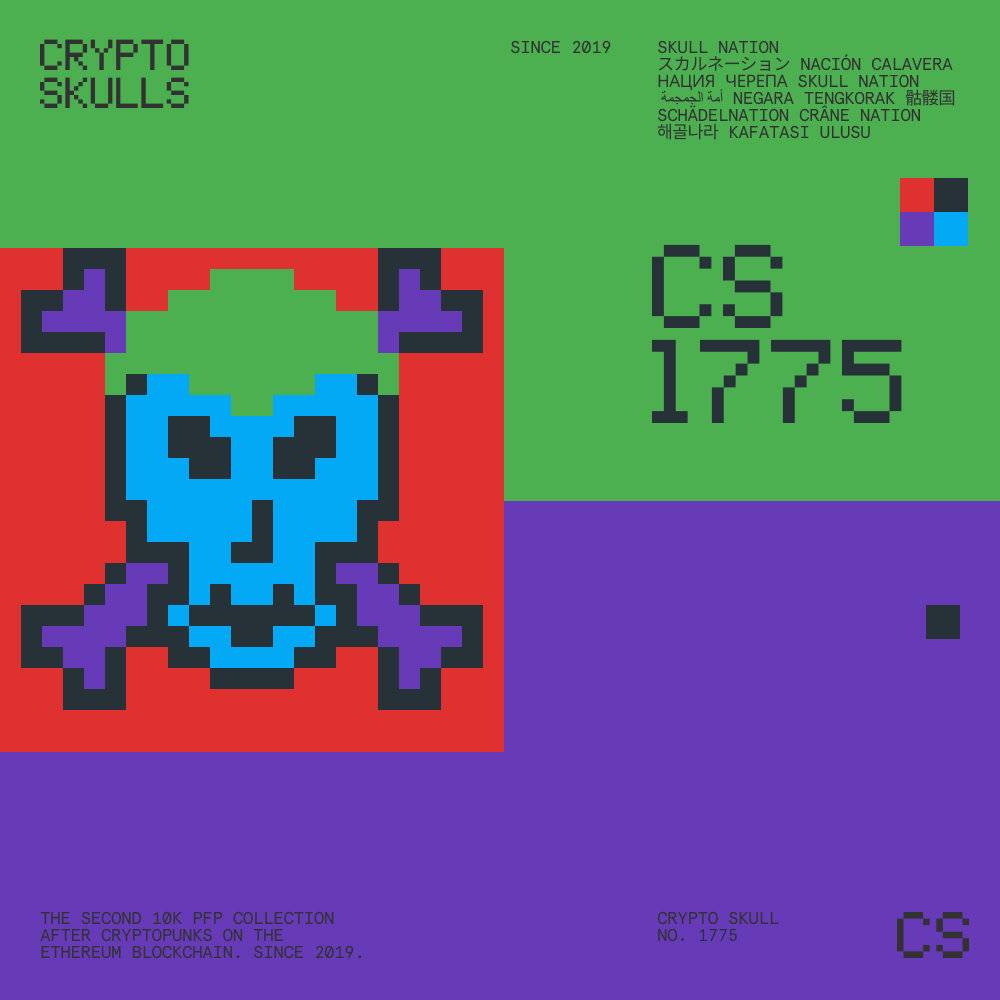 CRYPTO
SKULLS
SINCE 2019
SKULL NATION
スカルネーション NACIÓN CALAVERA
НАЦИЯ ЧЕРЕПА SKULL NATION
أمة الجمجمة NEGARA TENGKORAK 骷髅国
SCHÄDELNATION CRÂNE NATION
해골나라 KAFATASI ULUSU
CS
1775
THE SECOND 10K PFP COLLECTION
AFTER CRYPTOPUNKS ON THE
ETHEREUM BLOCKCHAIN. SINCE 2019.
CRYPTO SKULL
NO. 1775
CS